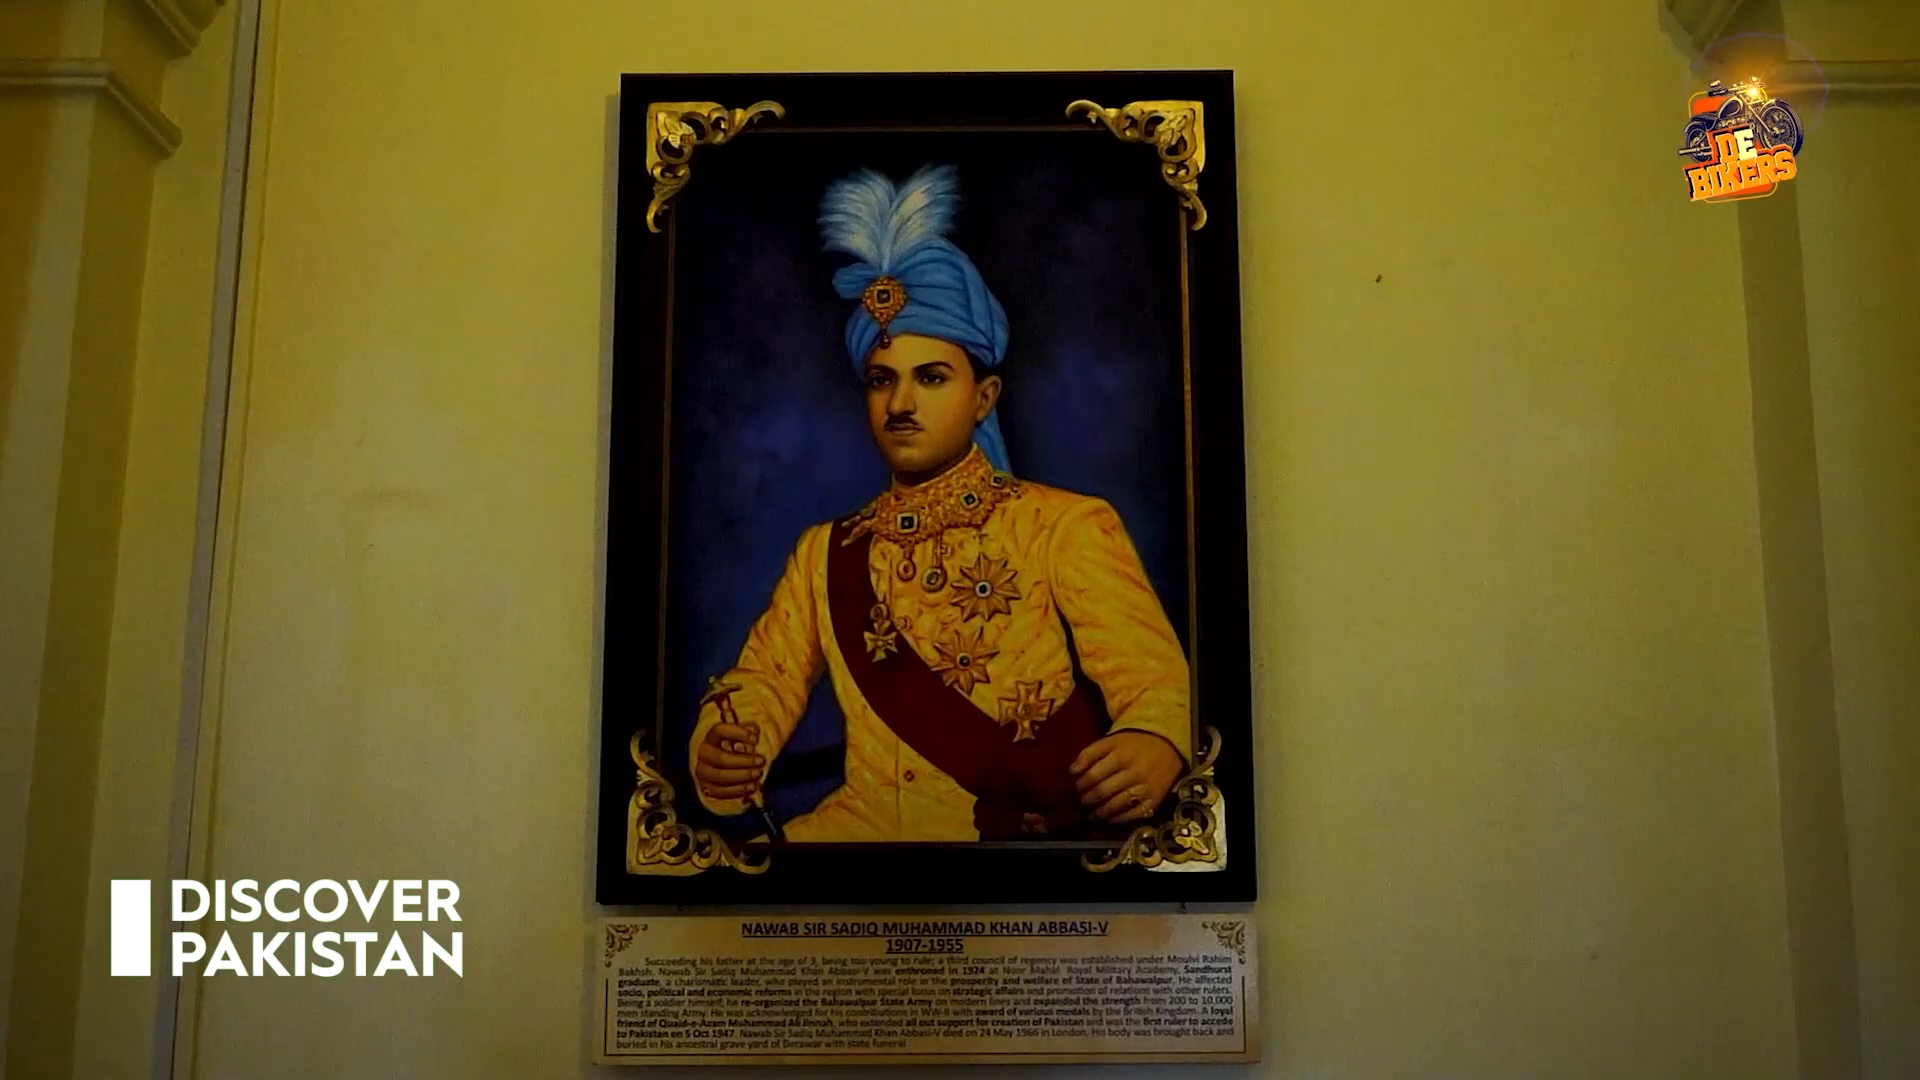 DE
BIKERS
NAWAB SIR SADIQ MUHAMMAD KHAN ABBASI-V
1907-1955
Succeeding his father at the age of 3, being too young to rule; a third council of regency was established under Moulvi Rahim
Bakhsh. Nawab Sir Sadiq Muhammad Khan Abbasi-V was enthroned in 1924 at Noor Mahal. Royal Military Academy, Sandhurst
graduate, a charismatic leader, who played an instrumental role in the prosperity and welfare of State of Bahawalpur. He affected
socio, political and economic reforms in the region with special focus on strategic affairs and promotion of relations with other rulers.
Being a soldier himself, he re-organized the Bahawalpur State Army on modern lines and expanded the strength from 200 to 10,000
men standing Army. He was acknowledged for his contributions in WW-II with award of various medals by the British Kingdom. A loyal
friend of Quaid-e-Azam Muhammad Ali Jinnah, who extended all out support for creation of Pakistan and was the first ruler to accede
to Pakistan on 5 Oct 1947. Nawab Sir Sadiq Muhammad Khan Abbasi-V died on 24 May 1966 in London. His body was brought back and
buried in his ancestral grave yard of Derawar with state funeral
DISCOVER
PAKISTAN